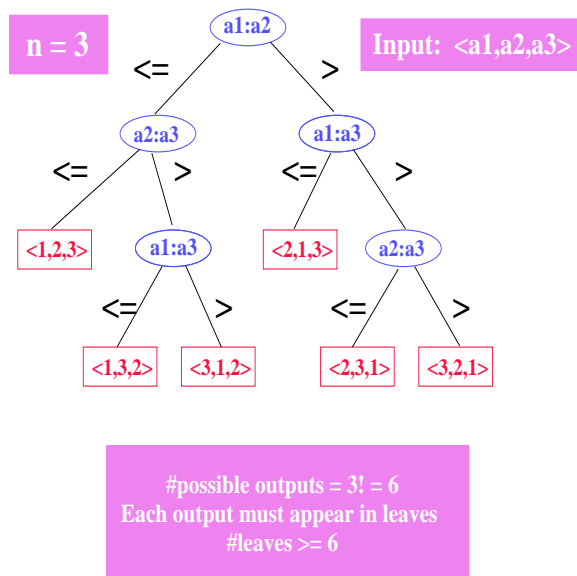 n = 3
a1:a2
Input: <a1,a2,a3>
<=
>
a2:a3
a1:a3
<=
>
<=
>
<1,2,3>
a1:a3
<2,1,3>
a2:a3
<=
>
<=
>
<1,3,2>
<3,1,2>
<2,3,1>
<3,2,1>
#possible outputs = 3! = 6
Each output must appear in leaves
#leaves >= 6